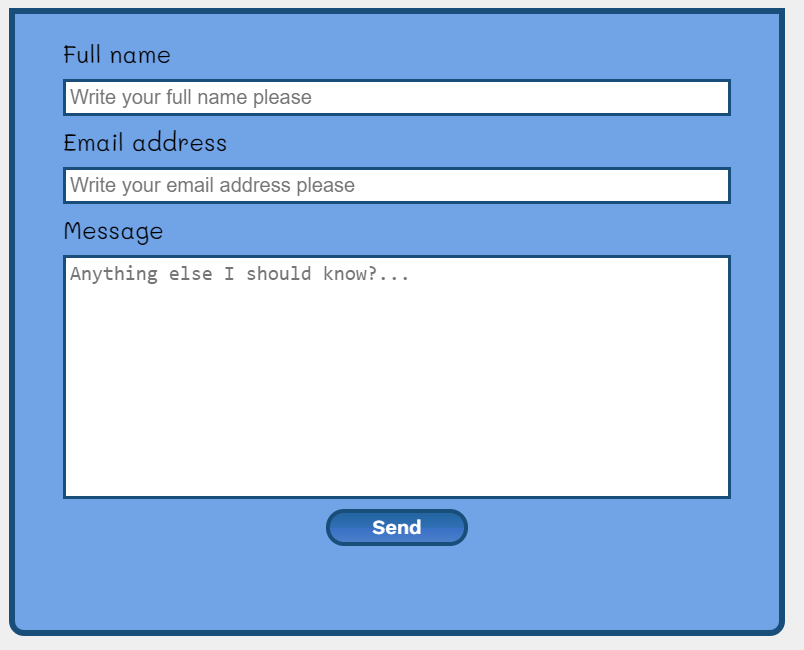 Full name
Write your full name please
Email address
Write your email address please
Message
Anything else I should know?...
Send